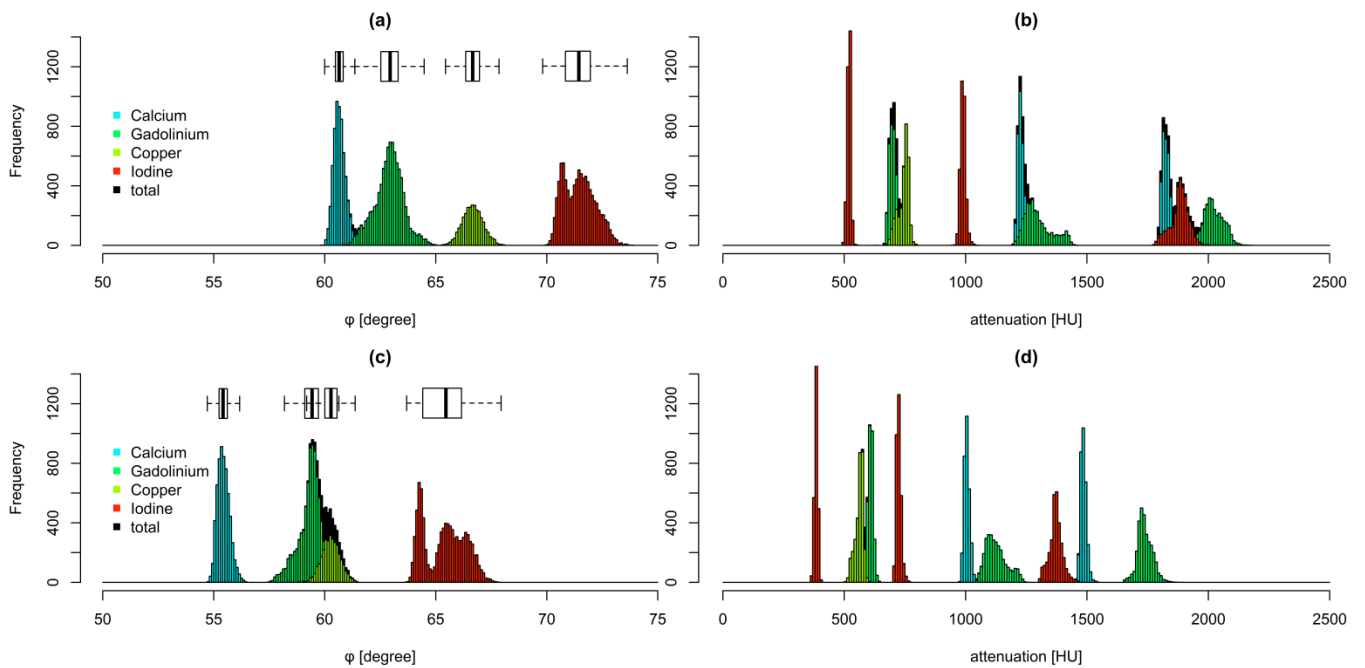 (a)
Frequency
0 400 800 1200
Calcium
Gadolinium
Copper
Iodine
total
50 55 60 65 70 75
φ [degree]
(b)
0 400 800 1200
0 500 1000 1500 2000 2500
attenuation [HU]
(c)
Frequency
0 400 800 1200
Calcium
Gadolinium
Copper
Iodine
total
50 55 60 65 70 75
φ [degree]
(d)
0 400 800 1200
0 500 1000 1500 2000 2500
attenuation [HU]